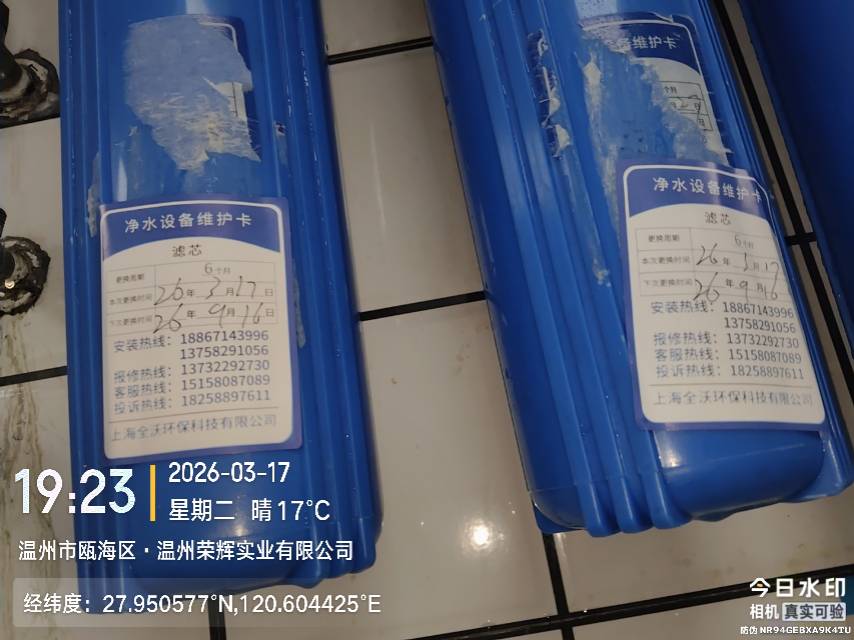 净水设备维护卡
滤芯
更换周期 6个月
本次更换时间 26年3月17日
下次更换时间 26年9月16日
安装热线：18867143996
13758291056
报修热线：13732292730
客服热线：15158087089
投诉热线：18258897611
上海全沃环保科技有限公司
备维护卡
个月
净水设备维护卡
滤芯
更换周期 6个月
本次更换时间 26年3月17
下次更换时间 26年9月16
安装热线：18867143996
13758291056
报修热线：13732292730
客服热线：15158087089
投诉热线：18258897611
上海全沃环保科技有限公司
19:23
2026-03-17
星期二 晴 17°C
温州市瓯海区·温州荣辉实业有限公司
经纬度：27.950577°N,120.604425°E
今日水印
相机 真实可验
防伪 NR94GEBXA9K4TU